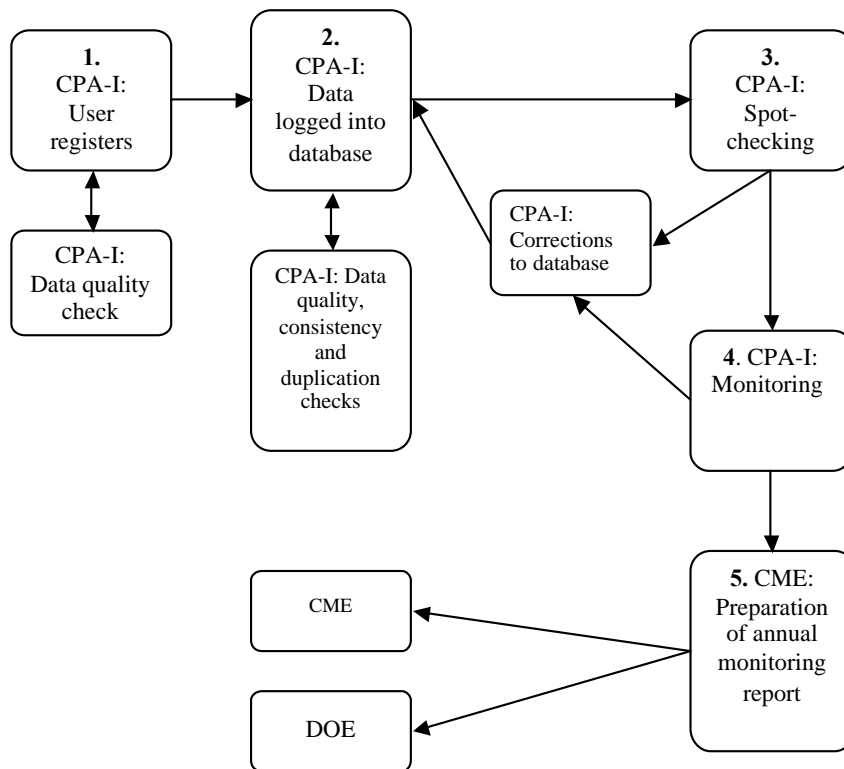 1.
CPA-I:
User
registers
2.
CPA-I:
Data
logged into
database
3.
CPA-I:
Spot-
checking
CPA-I:
Data quality
check
CPA-I: Data
quality,
consistency
and
duplication
checks
CPA-I:
Corrections
to database
4. CPA-I:
Monitoring
5. CME:
Preparation
of annual
monitoring
report
CME
DOE